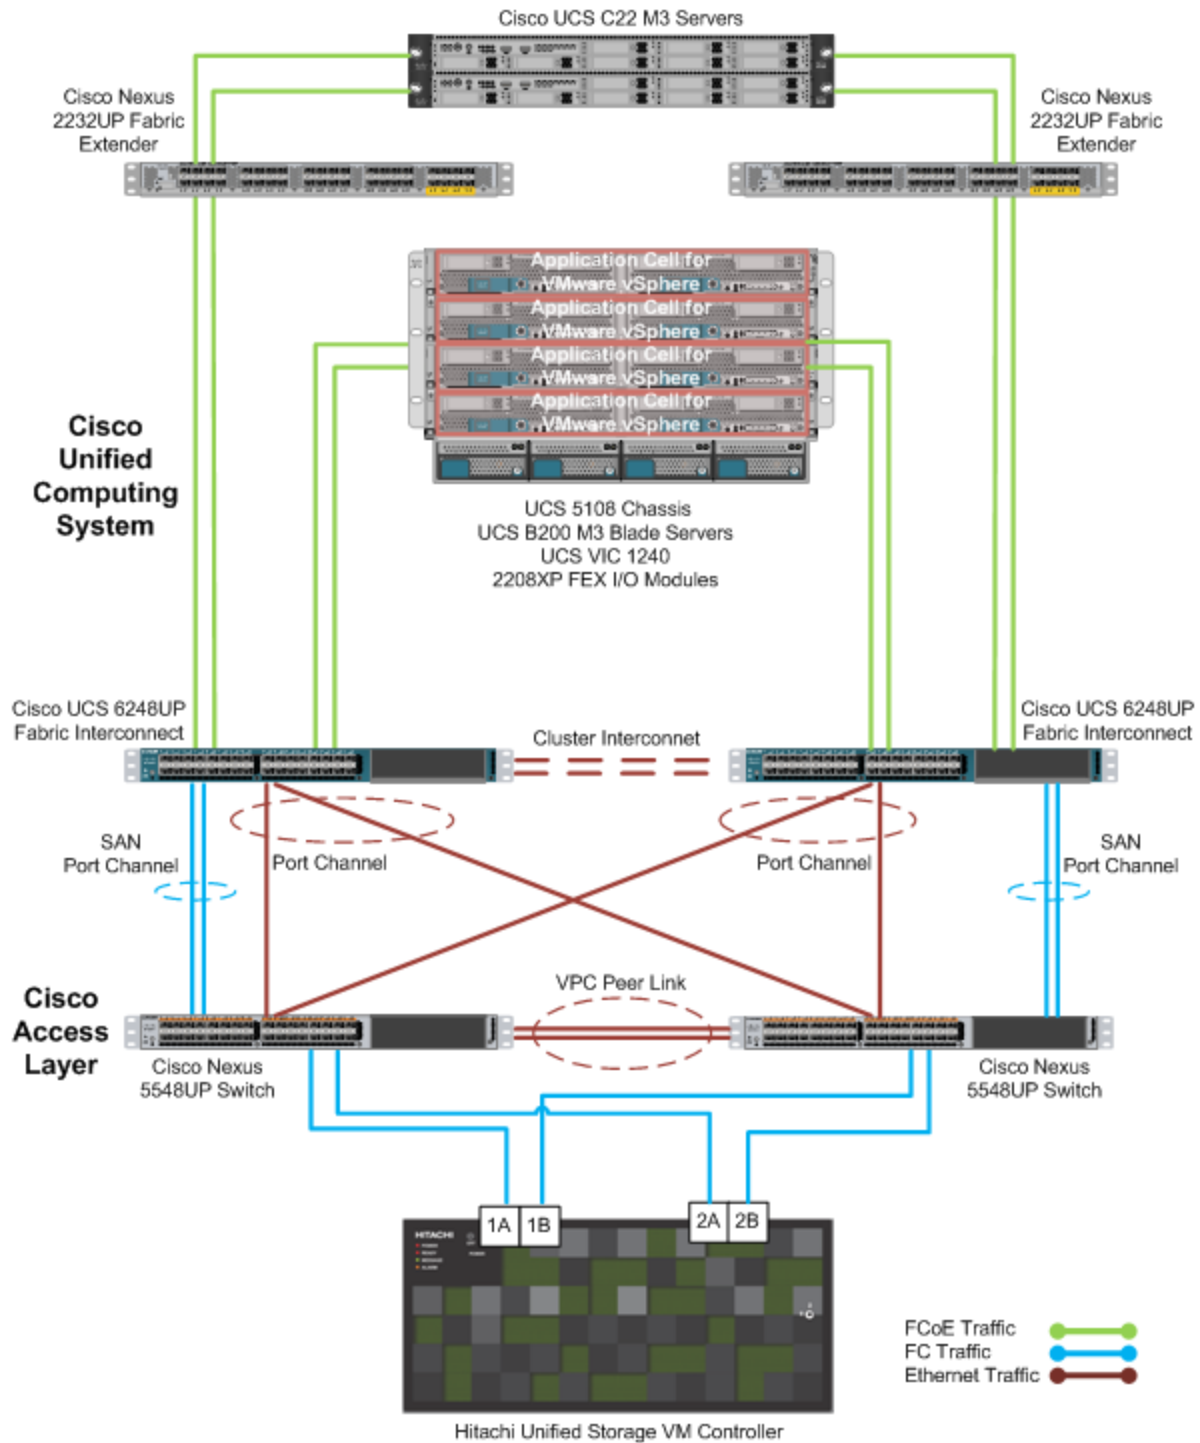 Cisco UCS C22 M3 Servers
Cisco Nexus
2232UP Fabric
Extender
Cisco Nexus
2232UP Fabric
Extender
Application Cell for
VMware vSphere
Application Cell for
VMware vSphere
Application Cell for
VMware vSphere
Application Cell for
VMware vSphere
Cisco
Unified
Computing
System
UCS 5108 Chassis
UCS B200 M3 Blade Servers
UCS VIC 1240
2208XP FEX I/O Modules
Cisco UCS 6248UP
Fabric Interconnect
Cluster Interconnet
Cisco UCS 6248UP
Fabric Interconnect
SAN
Port Channel
Port Channel
Port Channel
SAN
Port Channel
Cisco
Access
Layer
VPC Peer Link
Cisco Nexus
5548UP Switch
Cisco Nexus
5548UP Switch
1A
1B
2A
2B
HITACHI
FCoE Traffic
FC Traffic
Ethernet Traffic
Hitachi Unified Storage VM Controller